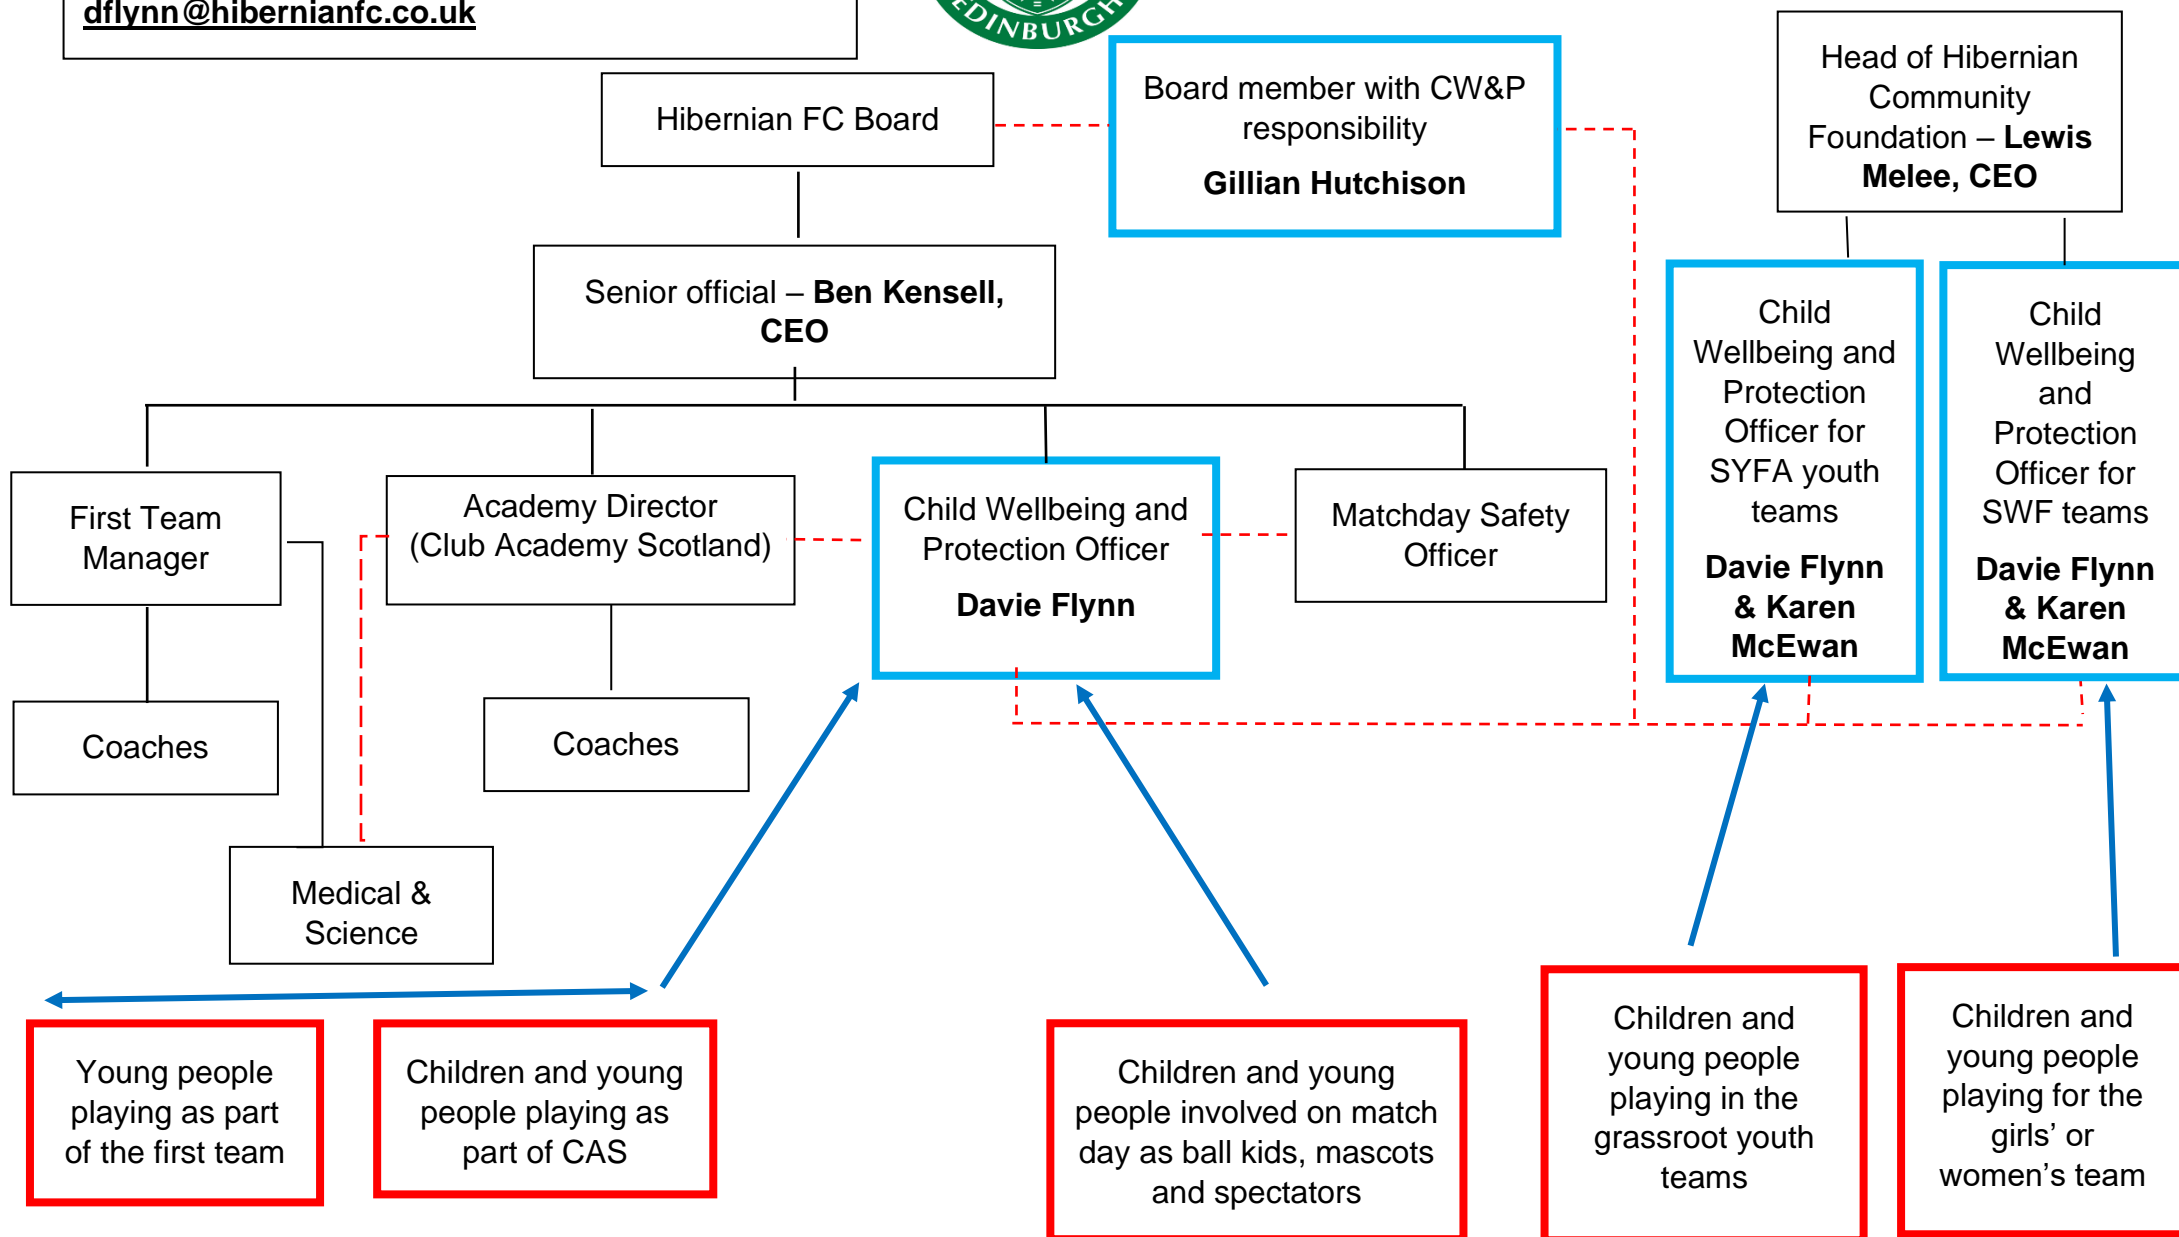 dflynn@hibernianfc.co.uk
EDINBURGH
Hibernian FC Board
Board member with CW&P
responsibility
Gillian Hutchison
Head of Hibernian
Community
Foundation – Lewis
Melee, CEO
Senior official – Ben Kensell,
CEO
Child
Wellbeing and
Protection
Officer for
SYFA youth
teams
Davie Flynn
& Karen
McEwan
Child
Wellbeing
and
Protection
Officer for
SWF teams
Davie Flynn
& Karen
McEwan
First Team
Manager
Academy Director
(Club Academy Scotland)
Child Wellbeing and
Protection Officer
Davie Flynn
Matchday Safety
Officer
Coaches
Coaches
Medical &
Science
Young people
playing as part
of the first team
Children and young
people playing as
part of CAS
Children and young
people involved on match
day as ball kids, mascots
and spectators
Children and
young people
playing in the
grassroot youth
teams
Children and
young people
playing for the
girls’ or
women’s team